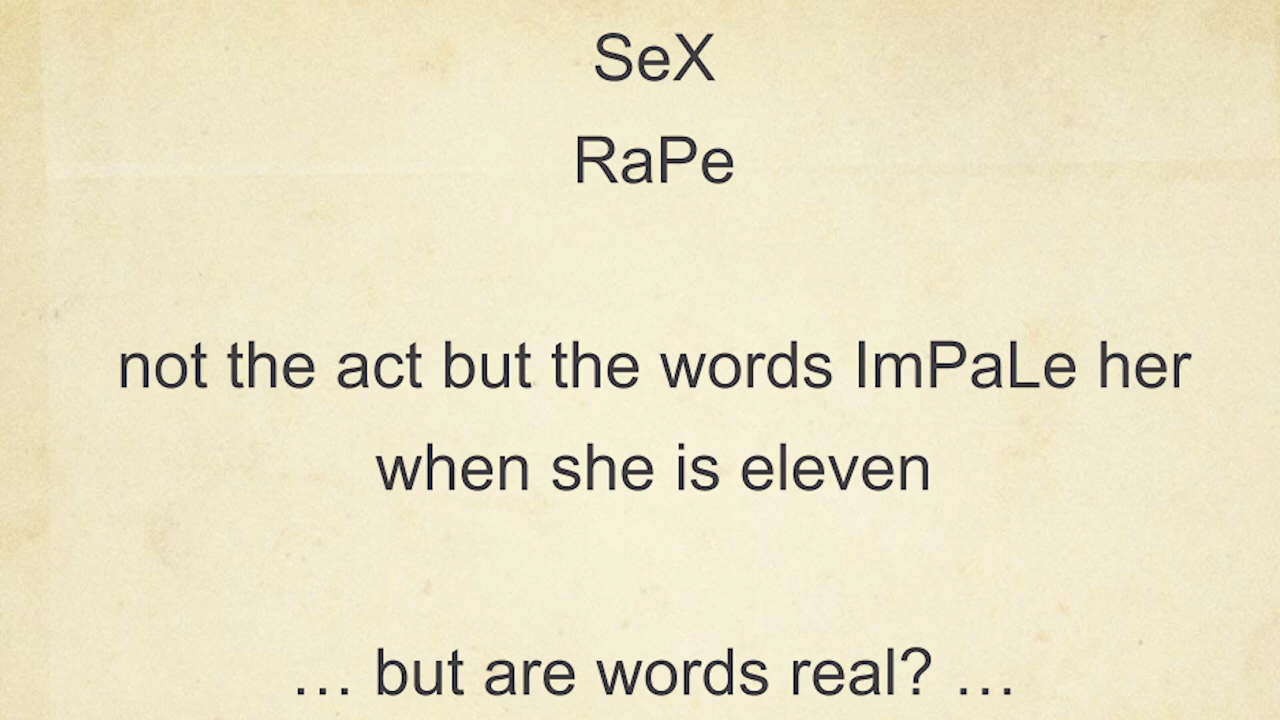 SeX
RaPe
not the act but the words ImPaLe her
when she is eleven
… but are words real? …